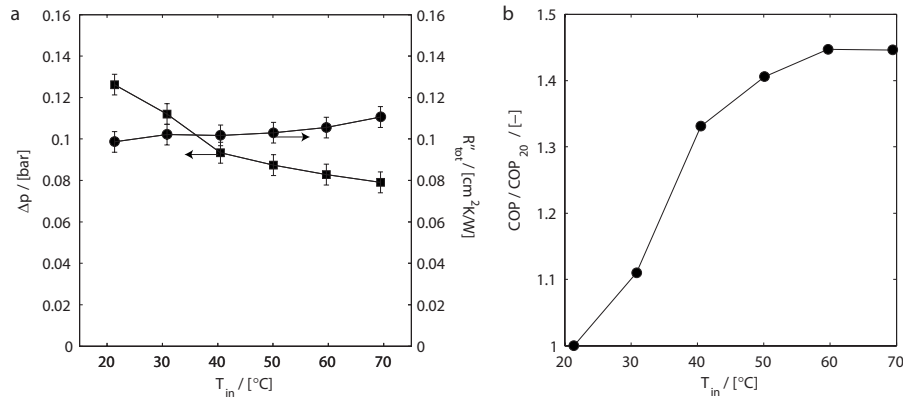 a
0.16
0.14
0.12
0.1
0.08
0.06
0.04
0.02
0
Δp / [bar]
20 30 40 50 60 70
T_in / [°C]
0.16
0.14
0.12
0.1
0.08
0.06
0.04
0.02
0
R″_tot / [cm²K/W]
b
1.5
1.4
1.3
1.2
1.1
1
COP / COP_20 / [−]
20 30 40 50 60 70
T_in / [°C]